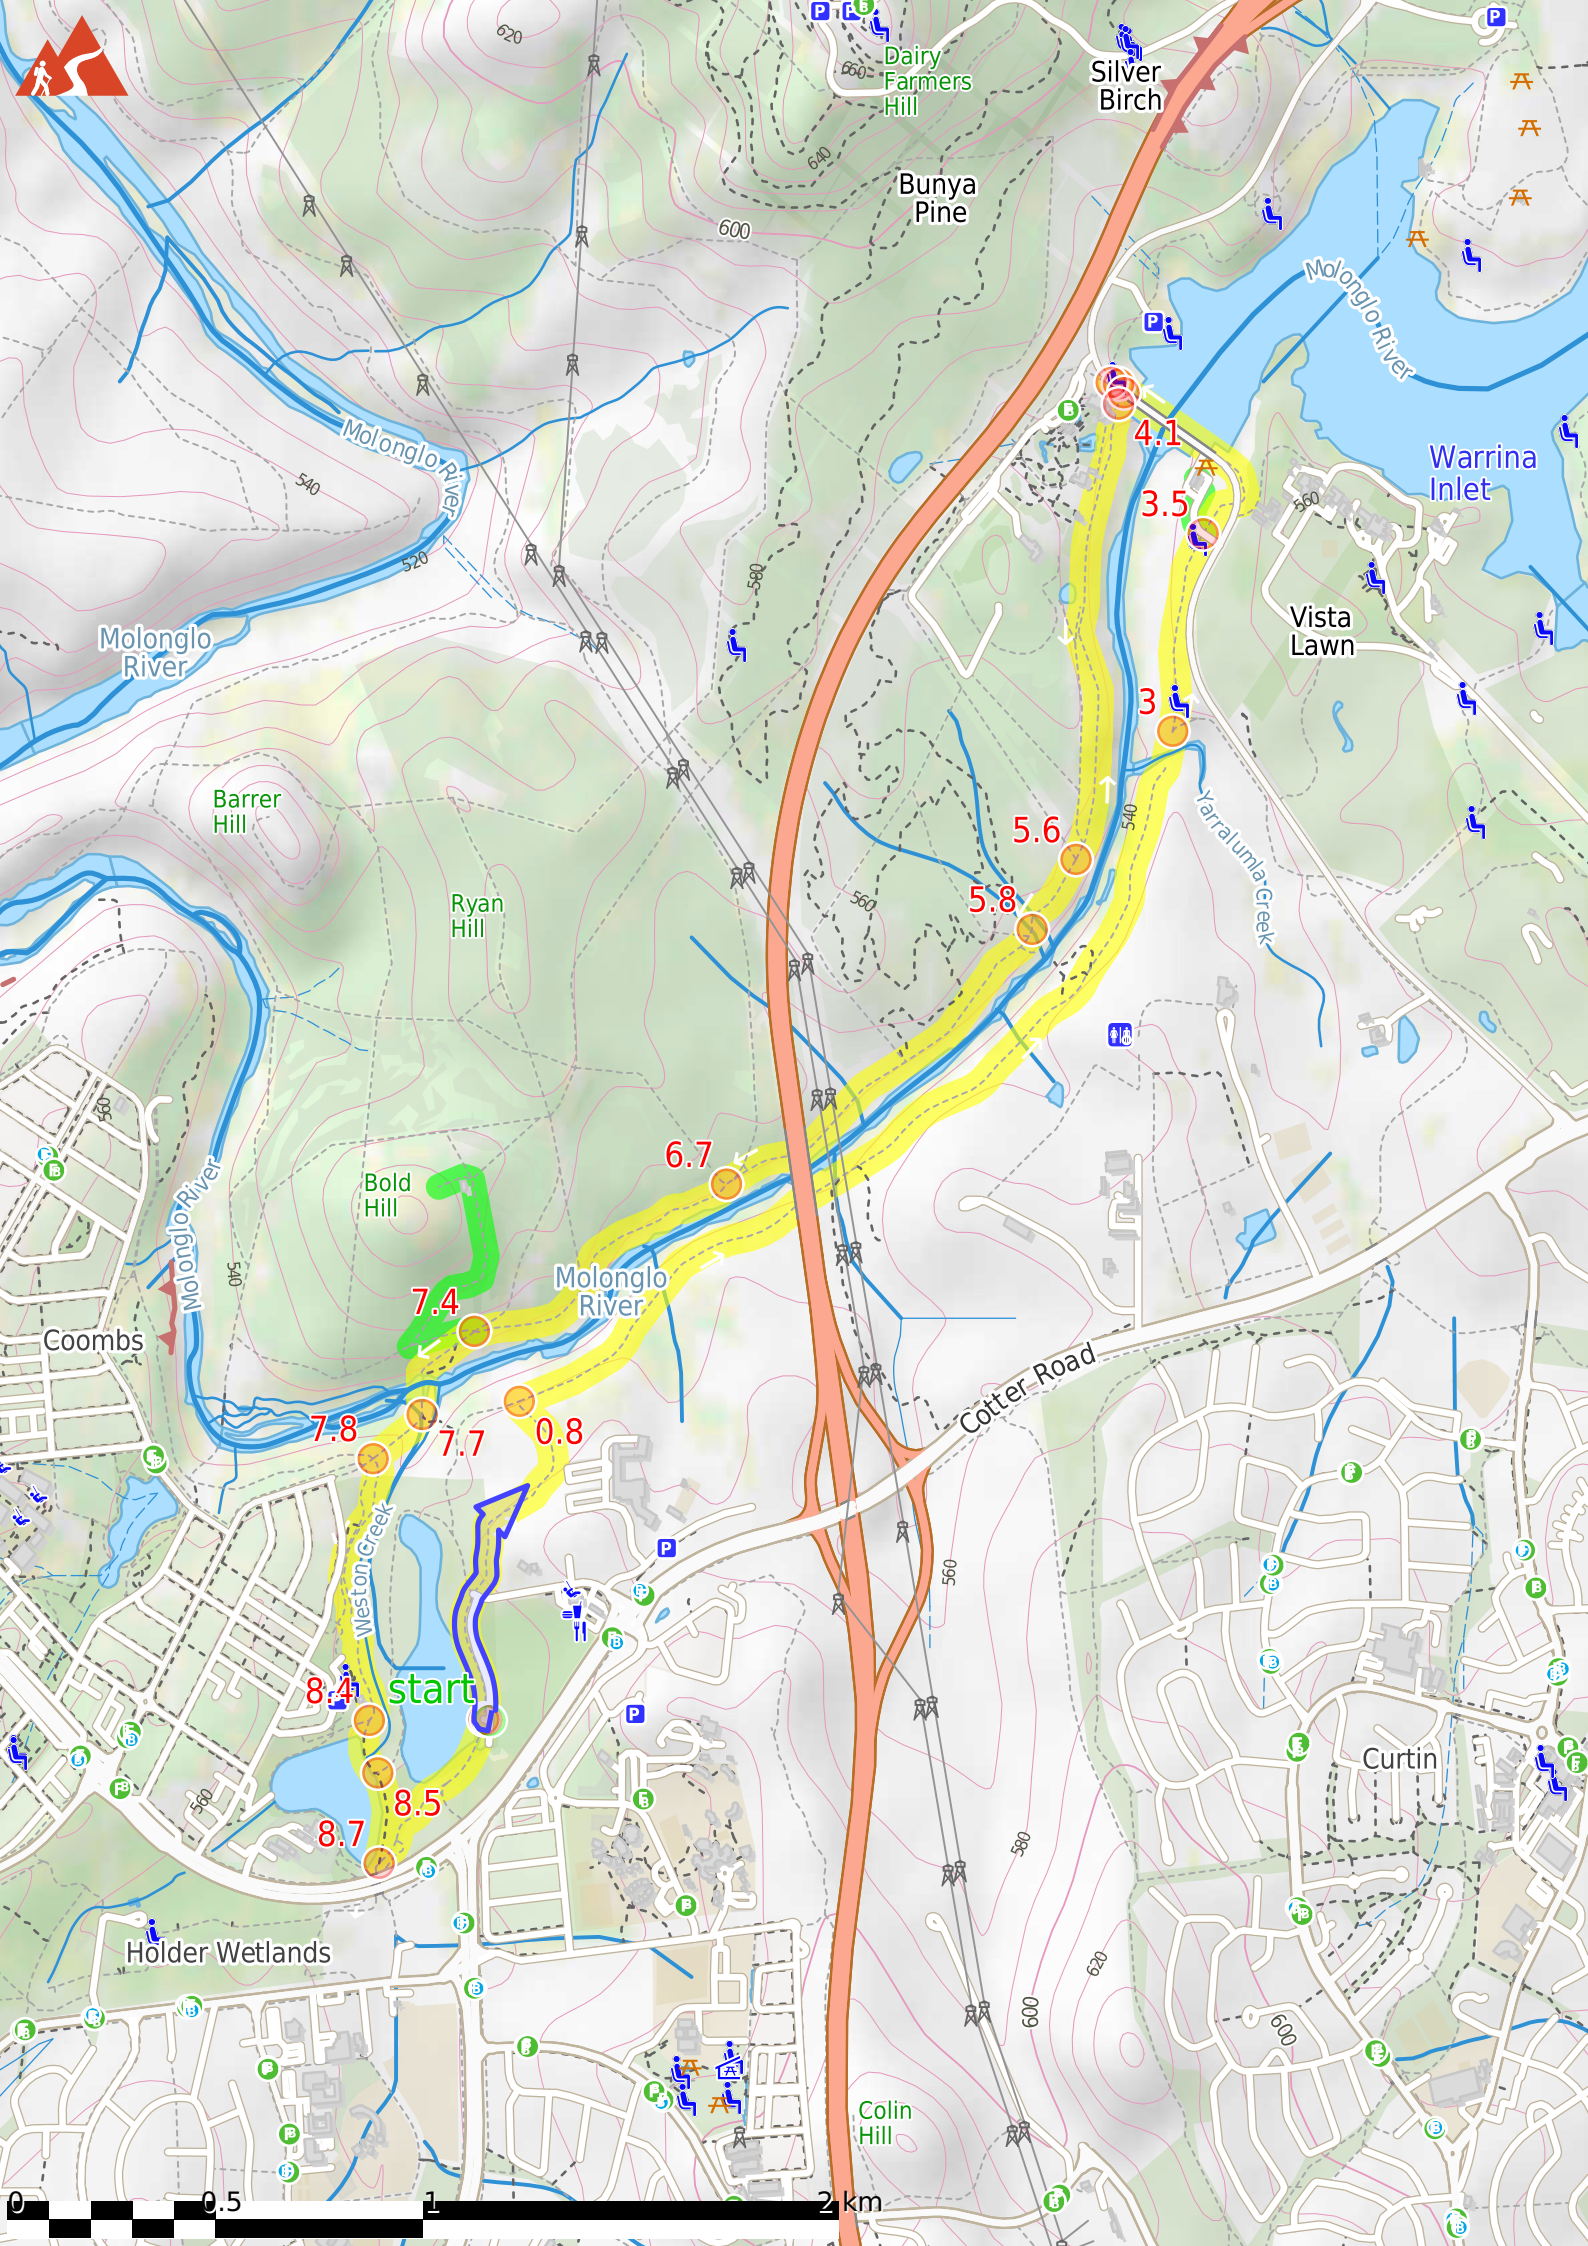 620
Dairy
Farmers
Hill
660
Silver
Birch
640
Bunya
Pine
600
Molonglo River
Molonglo River
540
520
580
4.1
3.5
Warrina
Inlet
560
Molonglo
River
Vista
Lawn
3
Barrer
Hill
5.6
540
Yarralumla Creek
Ryan
Hill
5.8
560
560
6.7
Bold
Hill
Molonglo River
540
Molonglo
River
7.4
Coombs
Cotter Road
7.8
7.7
0.8
Weston Creek
560
8.4
start
Curtin
560
8.5
8.7
580
Holder Wetlands
620
600
600
Colin
Hill
0
0.5
1
2 km